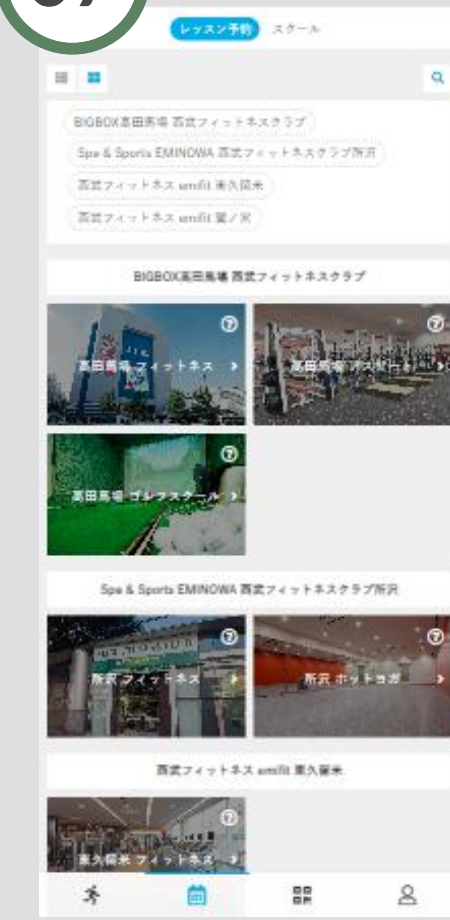 レッスン予約 スクール
BIGBOX高田馬場 西武フィットネスクラブ
Spa & Sports EMINOWA 西武フィットネスクラブ所沢
西武フィットネス emifit 東久留米
西武フィットネス emifit 鷺ノ宮
BIGBOX高田馬場 西武フィットネスクラブ
高田馬場 フィットネス
高田馬場
高田馬場 ゴルフスクール
Spa & Sports EMINOWA 西武フィットネスクラブ所沢
所沢 フィットネス
所沢 ホットヨガ
西武フィットネス emifit 東久留米
東久留米 フィットネス